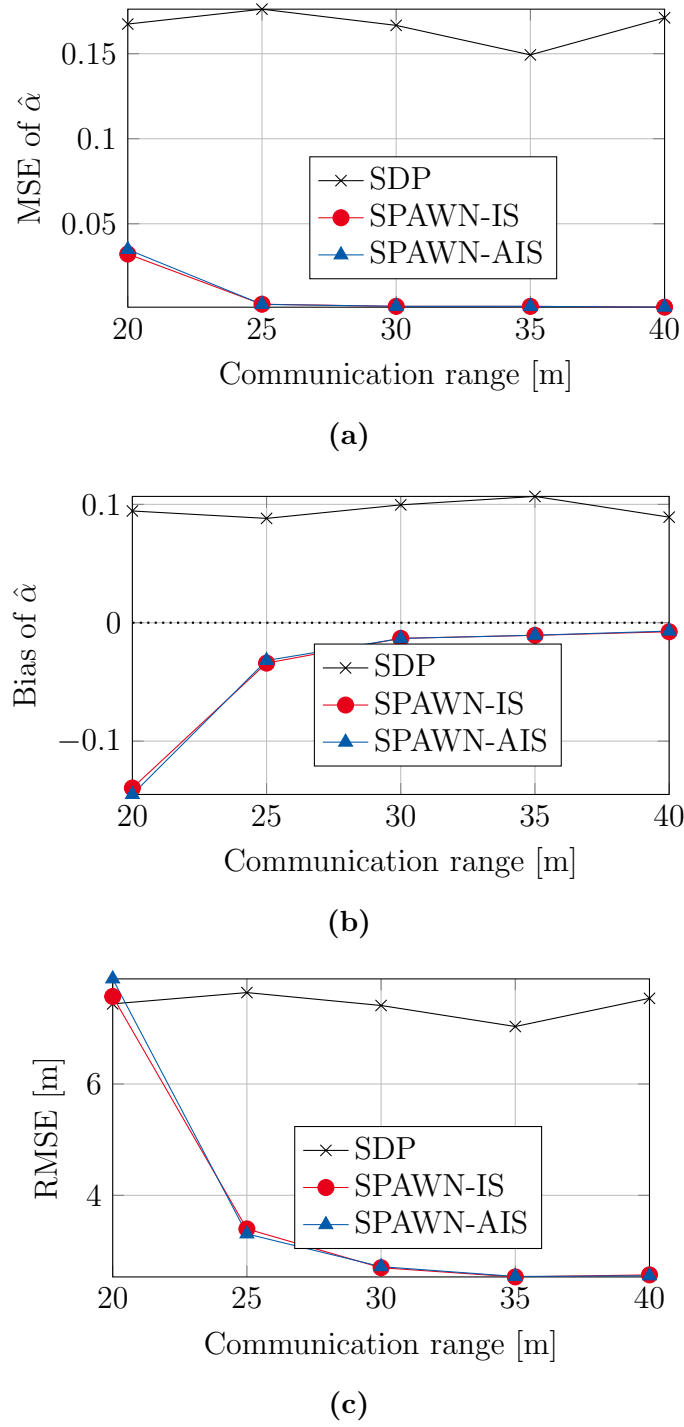 MSE of α̂
0.15
0.1
0.05
SDP
SPAWN-IS
SPAWN-AIS
20 25 30 35 40
Communication range [m]
(a)
Bias of α̂
0.1
0
−0.1
SDP
SPAWN-IS
SPAWN-AIS
20 25 30 35 40
Communication range [m]
(b)
RMSE [m]
6
4
SDP
SPAWN-IS
SPAWN-AIS
20 25 30 35 40
Communication range [m]
(c)